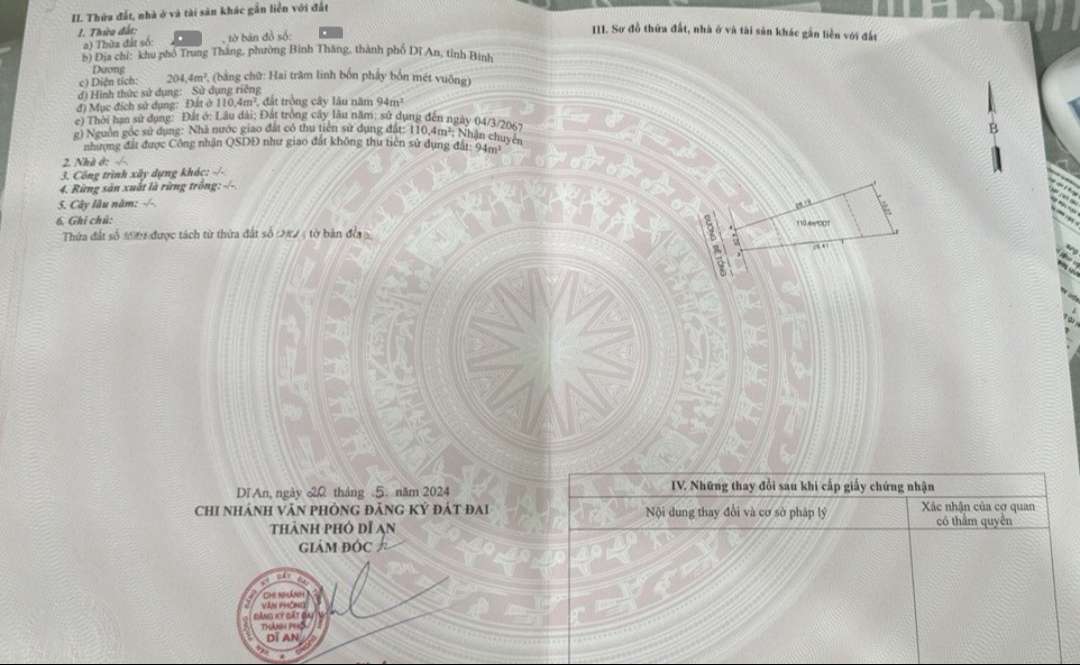 II. Thửa đất, nhà ở và tài sản khác gắn liền với đất
1. Thửa đất:
a) Thửa đất số: , tờ bản đồ số:
b) Địa chỉ: khu phố Trung Thắng, phường Bình Thắng, thành phố Dĩ An, tỉnh Bình
Dương
c) Diện tích: 204,4m², (bằng chữ: Hai trăm linh bốn phẩy bốn mét vuông)
d) Hình thức sử dụng: Sử dụng riêng
đ) Mục đích sử dụng: Đất ở 110,4m², đất trồng cây lâu năm 94m²
e) Thời hạn sử dụng: Đất ở: Lâu dài; Đất trồng cây lâu năm: sử dụng đến ngày 04/3/2067
g) Nguồn gốc sử dụng: Nhà nước giao đất có thu tiền sử dụng đất: 110,4m²; Nhận chuyển
nhượng đất được Công nhận QSDĐ như giao đất không thu tiền sử dụng đất: 94m²
2. Nhà ở: -/-.
3. Công trình xây dựng khác: -/-.
4. Rừng sản xuất là rừng trồng: -/-.
5. Cây lâu năm: -/-.
6. Ghi chú:
Thửa đất số được tách từ thửa đất số , tờ bản đồ
III. Sơ đồ thửa đất, nhà ở và tài sản khác gắn liền với đất
B
ĐƯỜNG BÊ TÔNG
Dĩ An, ngày 20 tháng 5 năm 2024
CHI NHÁNH VĂN PHÒNG ĐĂNG KÝ ĐẤT ĐAI
THÀNH PHỐ DĨ AN
GIÁM ĐỐC
CHI NHÁNH
VĂN PHÒNG
ĐĂNG KÝ ĐẤT ĐAI
THÀNH PHỐ
DĨ AN
IV. Những thay đổi sau khi cấp giấy chứng nhận
Nội dung thay đổi và cơ sở pháp lý
Xác nhận của cơ quan
có thẩm quyền